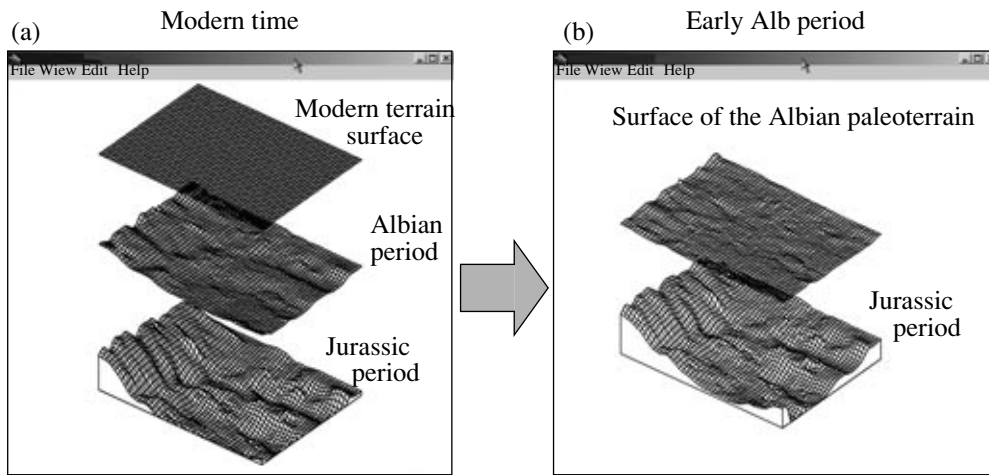 Modern time
(a)
File Wiew Edit Help
Modern terrain
surface
Albian
period
Jurassic
period
Early Alb period
(b)
File Wiew Edit Help
Surface of the Albian paleoterrain
Jurassic
period